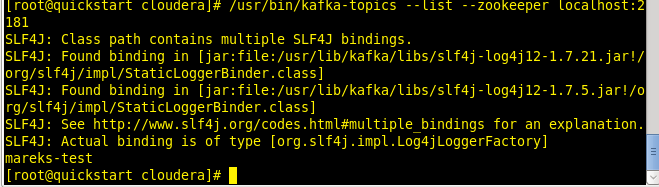 [root@quickstart cloudera]# /usr/bin/kafka-topics --list --zookeeper localhost:2
181
SLF4J: Class path contains multiple SLF4J bindings.
SLF4J: Found binding in [jar:file:/usr/lib/kafka/libs/slf4j-log4j12-1.7.21.jar!/
org/slf4j/impl/StaticLoggerBinder.class]
SLF4J: Found binding in [jar:file:/usr/lib/kafka/libs/slf4j-log4j12-1.7.5.jar!/o
rg/slf4j/impl/StaticLoggerBinder.class]
SLF4J: See http://www.slf4j.org/codes.html#multiple_bindings for an explanation.
SLF4J: Actual binding is of type [org.slf4j.impl.Log4jLoggerFactory]
mareks-test
[root@quickstart cloudera]#